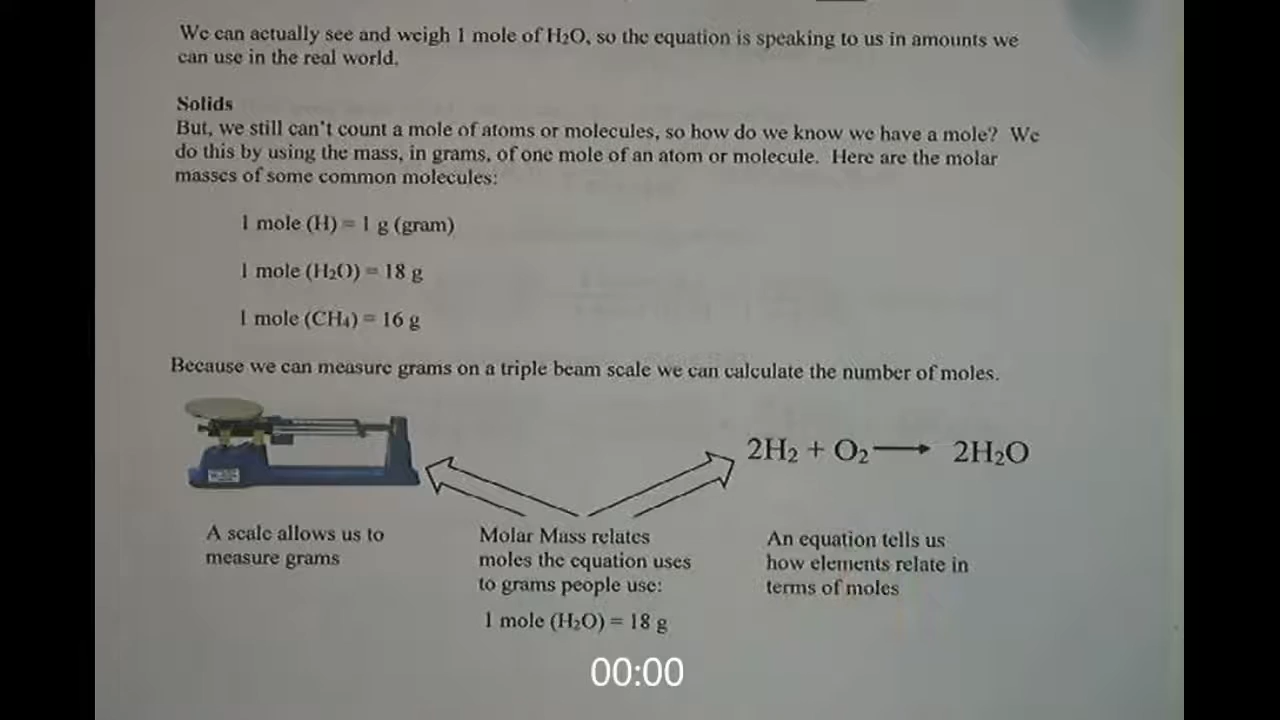 We can actually see and weigh 1 mole of H₂O, so the equation is speaking to us in amounts we
can use in the real world.
Solids
But, we still can't count a mole of atoms or molecules, so how do we know we have a mole? We
do this by using the mass, in grams, of one mole of an atom or molecule. Here are the molar
masses of some common molecules:
1 mole (H) = 1 g (gram)
1 mole (H₂O) = 18 g
1 mole (CH₄) = 16 g
Because we can measure grams on a triple beam scale we can calculate the number of moles.
2H₂ + O₂ ⟶ 2H₂O
A scale allows us to
measure grams
Molar Mass relates
moles the equation uses
to grams people use:
1 mole (H₂O) = 18 g
An equation tells us
how elements relate in
terms of moles
00:00